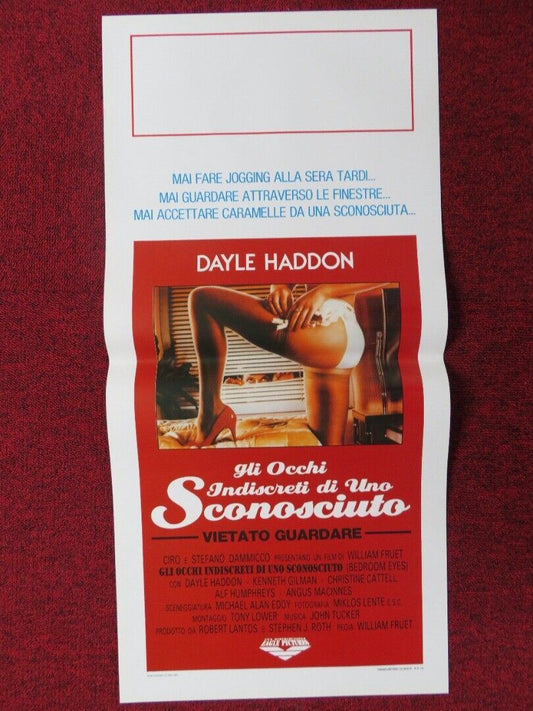 MAI FARE JOGGING ALLA SERA TARDI...
MAI GUARDARE ATTRAVERSO LE FINESTRE...
MAI ACCETTARE CARAMELLE DA UNA SCONOSCIUTA...
DAYLE HADDON
gli Occhi
Indiscreti di Uno
Sconosciuto
VIETATO GUARDARE
CIRO E STEFANO DAMMICCO PRESENTANO UN FILM DI WILLIAM FRUET
GLI OCCHI INDISCRETI DI UNO SCONOSCIUTO (BEDROOM EYES)
CON DAYLE HADDON - KENNETH GILMAN - CHRISTINE CATTELL
ALF HUMPHREYS - ANGUS MACINNES
SCENEGGIATURA MICHAEL ALAN EDDY FOTOGRAFIA MIKLOS LENTE C.S.C.
MONTAGGIO TONY LOWER MUSICA JOHN TUCKER
PRODOTTO DA ROBERT LANTOS E STEPHEN J. ROTH REGIA WILLIAM FRUET
EAGLE PICTURES